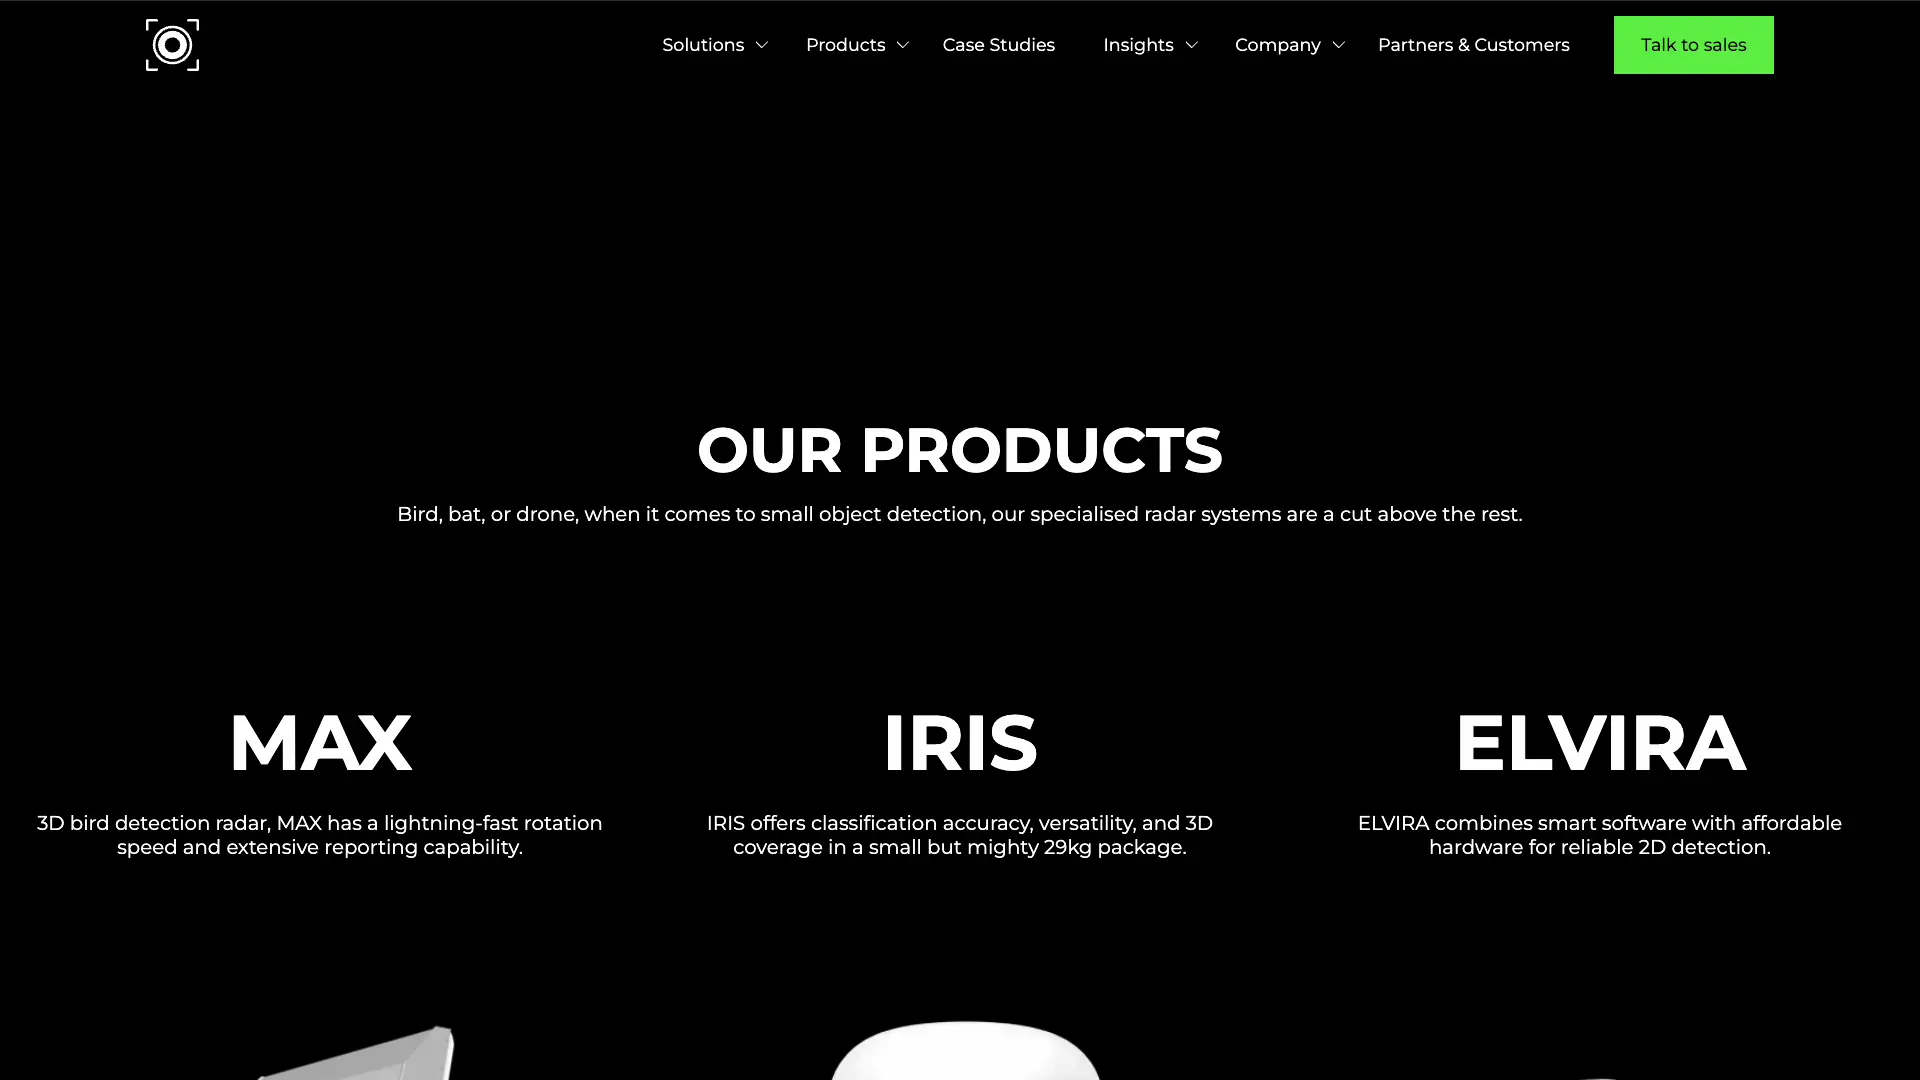 Solutions
Products
Case Studies
Insights
Company
Partners & Customers
Talk to sales
OUR PRODUCTS
Bird, bat, or drone, when it comes to small object detection, our specialised radar systems are a cut above the rest.
MAX
3D bird detection radar, MAX has a lightning-fast rotation
speed and extensive reporting capability.
IRIS
IRIS offers classification accuracy, versatility, and 3D
coverage in a small but mighty 29kg package.
ELVIRA
ELVIRA combines smart software with affordable
hardware for reliable 2D detection.